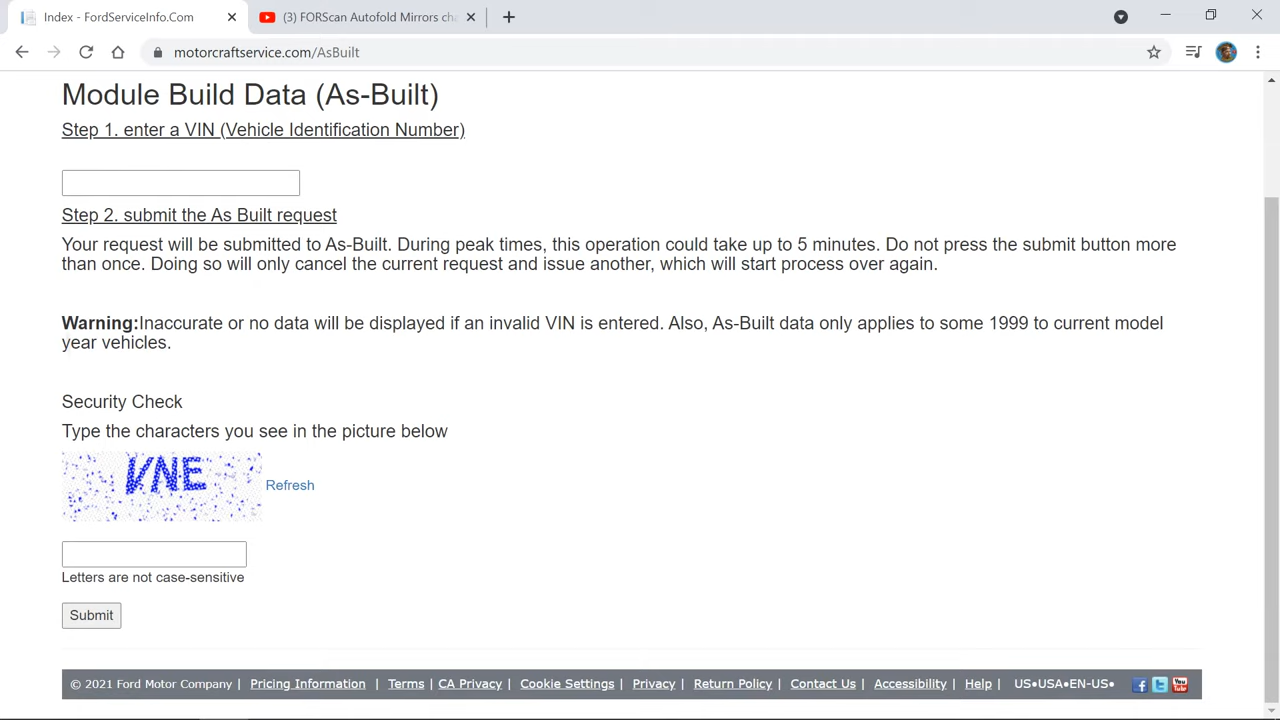 Index - FordServiceInfo.Com
(3) FORScan Autofold Mirrors cha
motorcraftservice.com/AsBuilt
Module Build Data (As-Built)
Step 1. enter a VIN (Vehicle Identification Number)
Step 2. submit the As Built request
Your request will be submitted to As-Built. During peak times, this operation could take up to 5 minutes. Do not press the submit button more
than once. Doing so will only cancel the current request and issue another, which will start process over again.
Warning:Inaccurate or no data will be displayed if an invalid VIN is entered. Also, As-Built data only applies to some 1999 to current model
year vehicles.
Security Check
Type the characters you see in the picture below
VNE
Refresh
Letters are not case-sensitive
Submit
© 2021 Ford Motor Company | Pricing Information | Terms | CA Privacy | Cookie Settings | Privacy | Return Policy | Contact Us | Accessibility | Help | US•USA•EN-US•